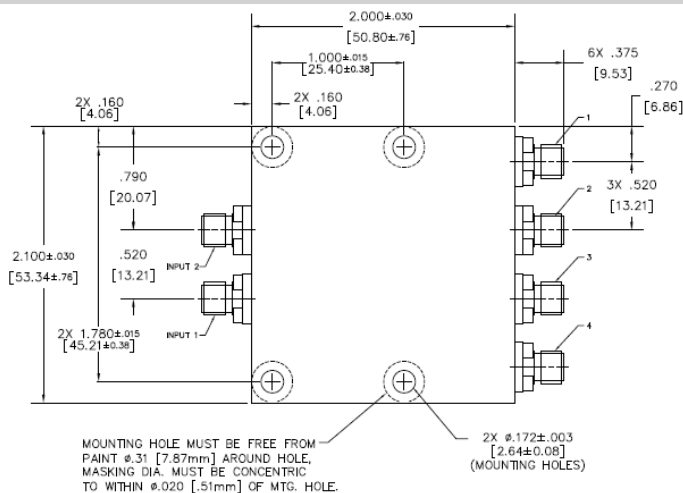 2.000±.030
[50.80±.76]
1.000±.015
[25.40±0.38]
6X .375
[9.53]
.270
[6.86]
2X .160
[4.06]
2X .160
[4.06]
1
.790
[20.07]
2
3X .520
[13.21]
2.100±.030
[53.34±.76]
.520
[13.21]
INPUT 2
3
INPUT 1
4
2X 1.780±.015
[45.21±0.38]
MOUNTING HOLE MUST BE FREE FROM
PAINT ø.31 [7.87mm] AROUND HOLE,
MASKING DIA. MUST BE CONCENTRIC
TO WITHIN ø.020 [.51mm] OF MTG. HOLE.
2X ø.172±.003
[2.64±0.08]
(MOUNTING HOLES)